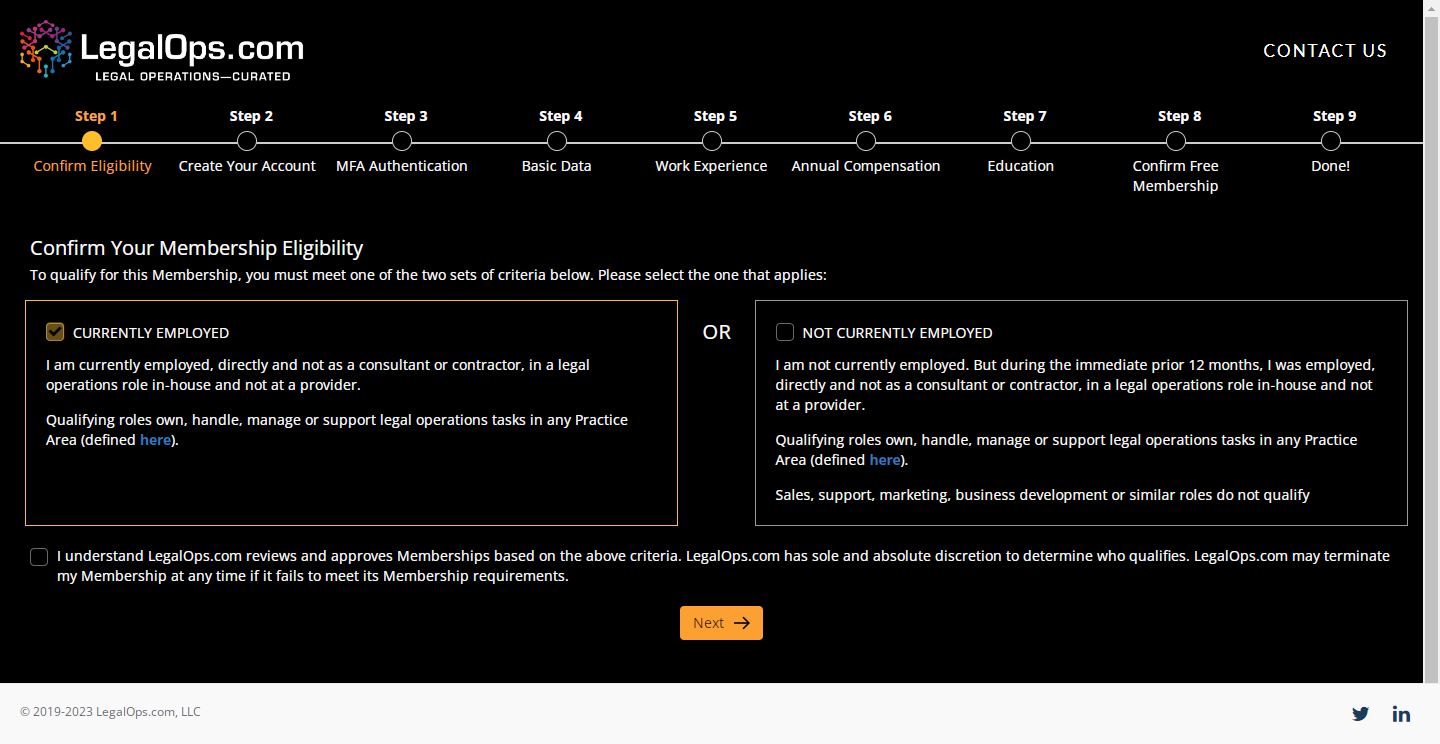 LegalOps.com
LEGAL OPERATIONS—CURATED
CONTACT US
Step 1
Step 2
Step 3
Step 4
Step 5
Step 6
Step 7
Step 8
Step 9
Confirm Eligibility
Create Your Account
MFA Authentication
Basic Data
Work Experience
Annual Compensation
Education
Confirm Free
Membership
Done!
Confirm Your Membership Eligibility
To qualify for this Membership, you must meet one of the two sets of criteria below. Please select the one that applies:
CURRENTLY EMPLOYED
I am currently employed, directly and not as a consultant or contractor, in a legal
operations role in-house and not at a provider.
Qualifying roles own, handle, manage or support legal operations tasks in any Practice
Area (defined here).
OR
NOT CURRENTLY EMPLOYED
I am not currently employed. But during the immediate prior 12 months, I was employed,
directly and not as a consultant or contractor, in a legal operations role in-house and not
at a provider.
Qualifying roles own, handle, manage or support legal operations tasks in any Practice
Area (defined here).
Sales, support, marketing, business development or similar roles do not qualify
I understand LegalOps.com reviews and approves Memberships based on the above criteria. LegalOps.com has sole and absolute discretion to determine who qualifies. LegalOps.com may terminate
my Membership at any time if it fails to meet its Membership requirements.
Next
© 2019-2023 LegalOps.com, LLC